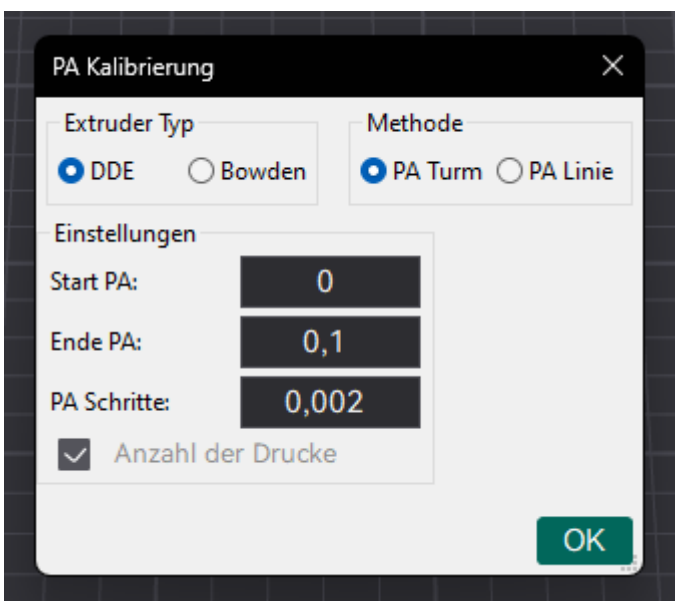 PA Kalibrierung
Extruder Typ
DDE Bowden
Methode
PA Turm PA Linie
Einstellungen
Start PA: 0
Ende PA: 0,1
PA Schritte: 0,002
Anzahl der Drucke
OK